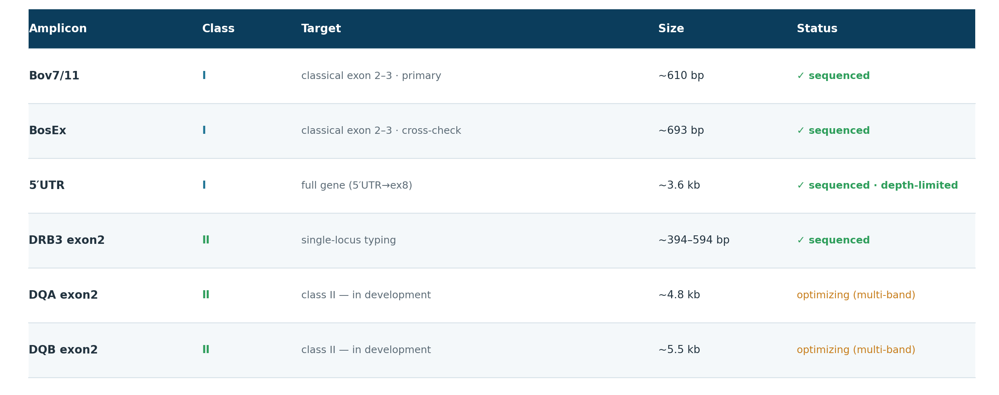 Amplicon Class Target Size Status
Bov7/11 I classical exon 2–3 · primary ~610 bp ✓ sequenced
BosEx I classical exon 2–3 · cross-check ~693 bp ✓ sequenced
5′UTR I full gene (5′UTR→ex8) ~3.6 kb ✓ sequenced · depth-limited
DRB3 exon2 II single-locus typing ~394–594 bp ✓ sequenced
DQA exon2 II class II — in development ~4.8 kb optimizing (multi-band)
DQB exon2 II class II — in development ~5.5 kb optimizing (multi-band)